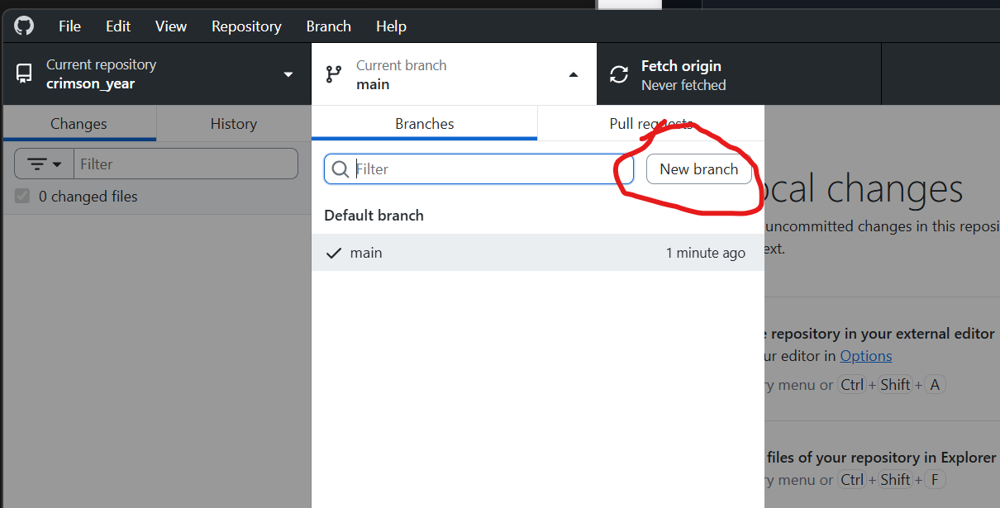 File Edit View Repository Branch Help
Current repository
crimson_year
Current branch
main
Fetch origin
Never fetched
Changes History
Branches Pull requests
Filter
Filter
New branch
0 changed files
ocal changes
uncommitted changes in this reposi
ext.
Default branch
main 1 minute ago
e repository in your external editor
ur editor in Options
ry menu or Ctrl + Shift + A
files of your repository in Explorer
ry menu or Ctrl + Shift + F